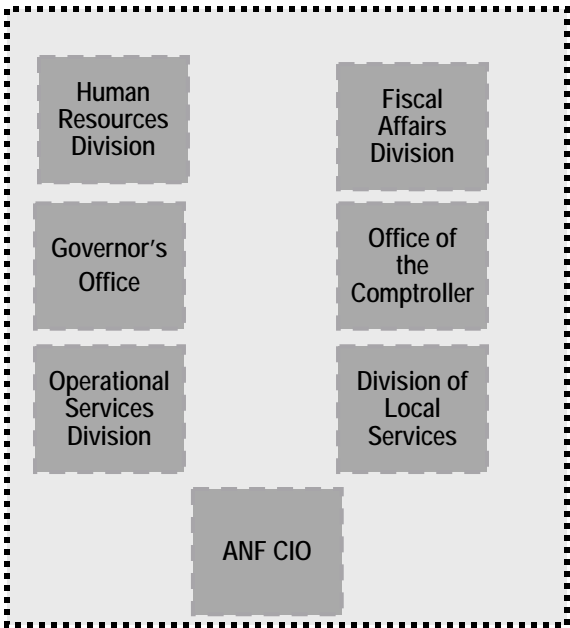 Human
Resources
Division
Fiscal
Affairs
Division
Governor's
Office
Office of
the
Comptroller
Operational
Services
Division
Division of
Local
Services
ANF CIO